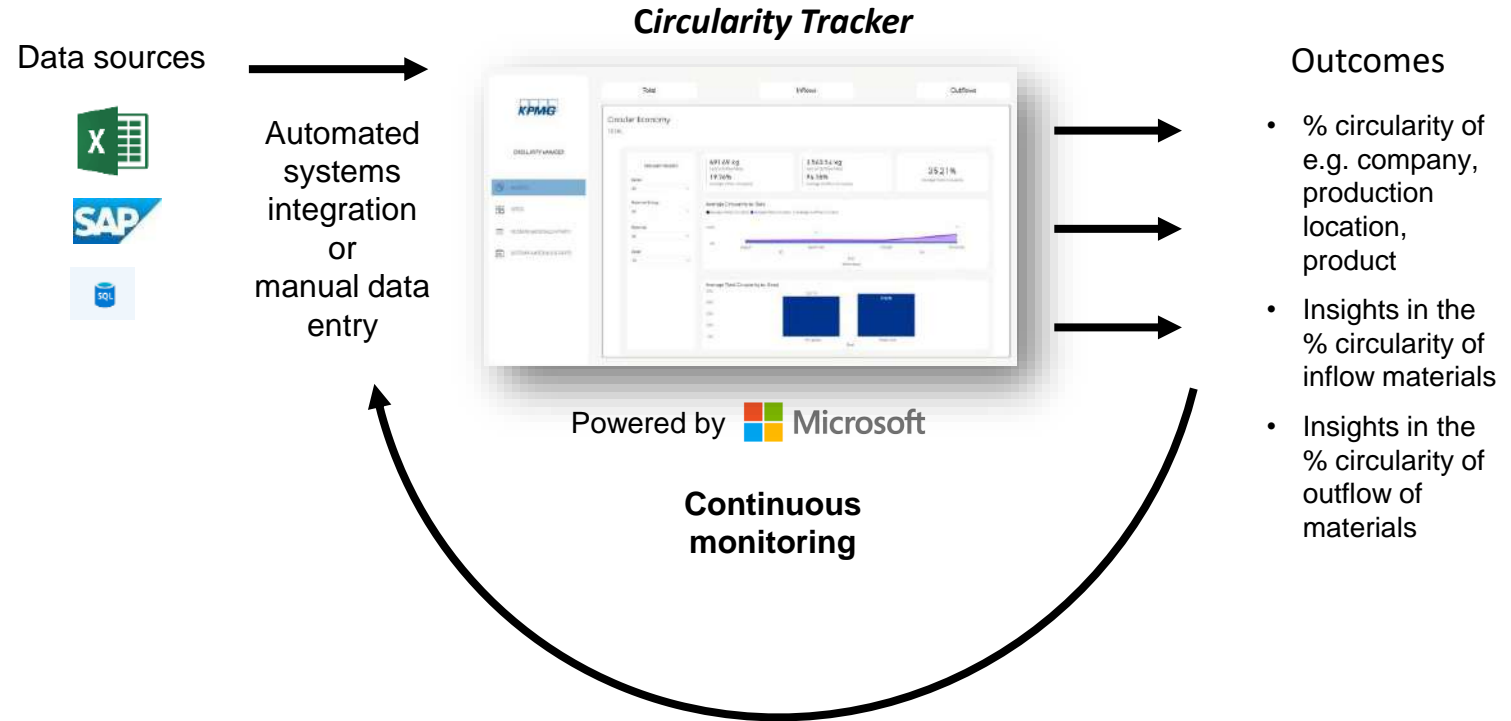 Circularity Tracker
Data sources
X
SAP
SQL
Automated
systems
integration
or
manual data
entry
KPMG
Total
Inflows
Outflows
Circular Economy
35.21%
Powered by Microsoft
Continuous
monitoring
Outcomes
• % circularity of
e.g. company,
production
location,
product
• Insights in the
% circularity of
inflow materials
• Insights in the
% circularity of
outflow of
materials